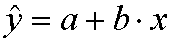 ŷ = a + b · x